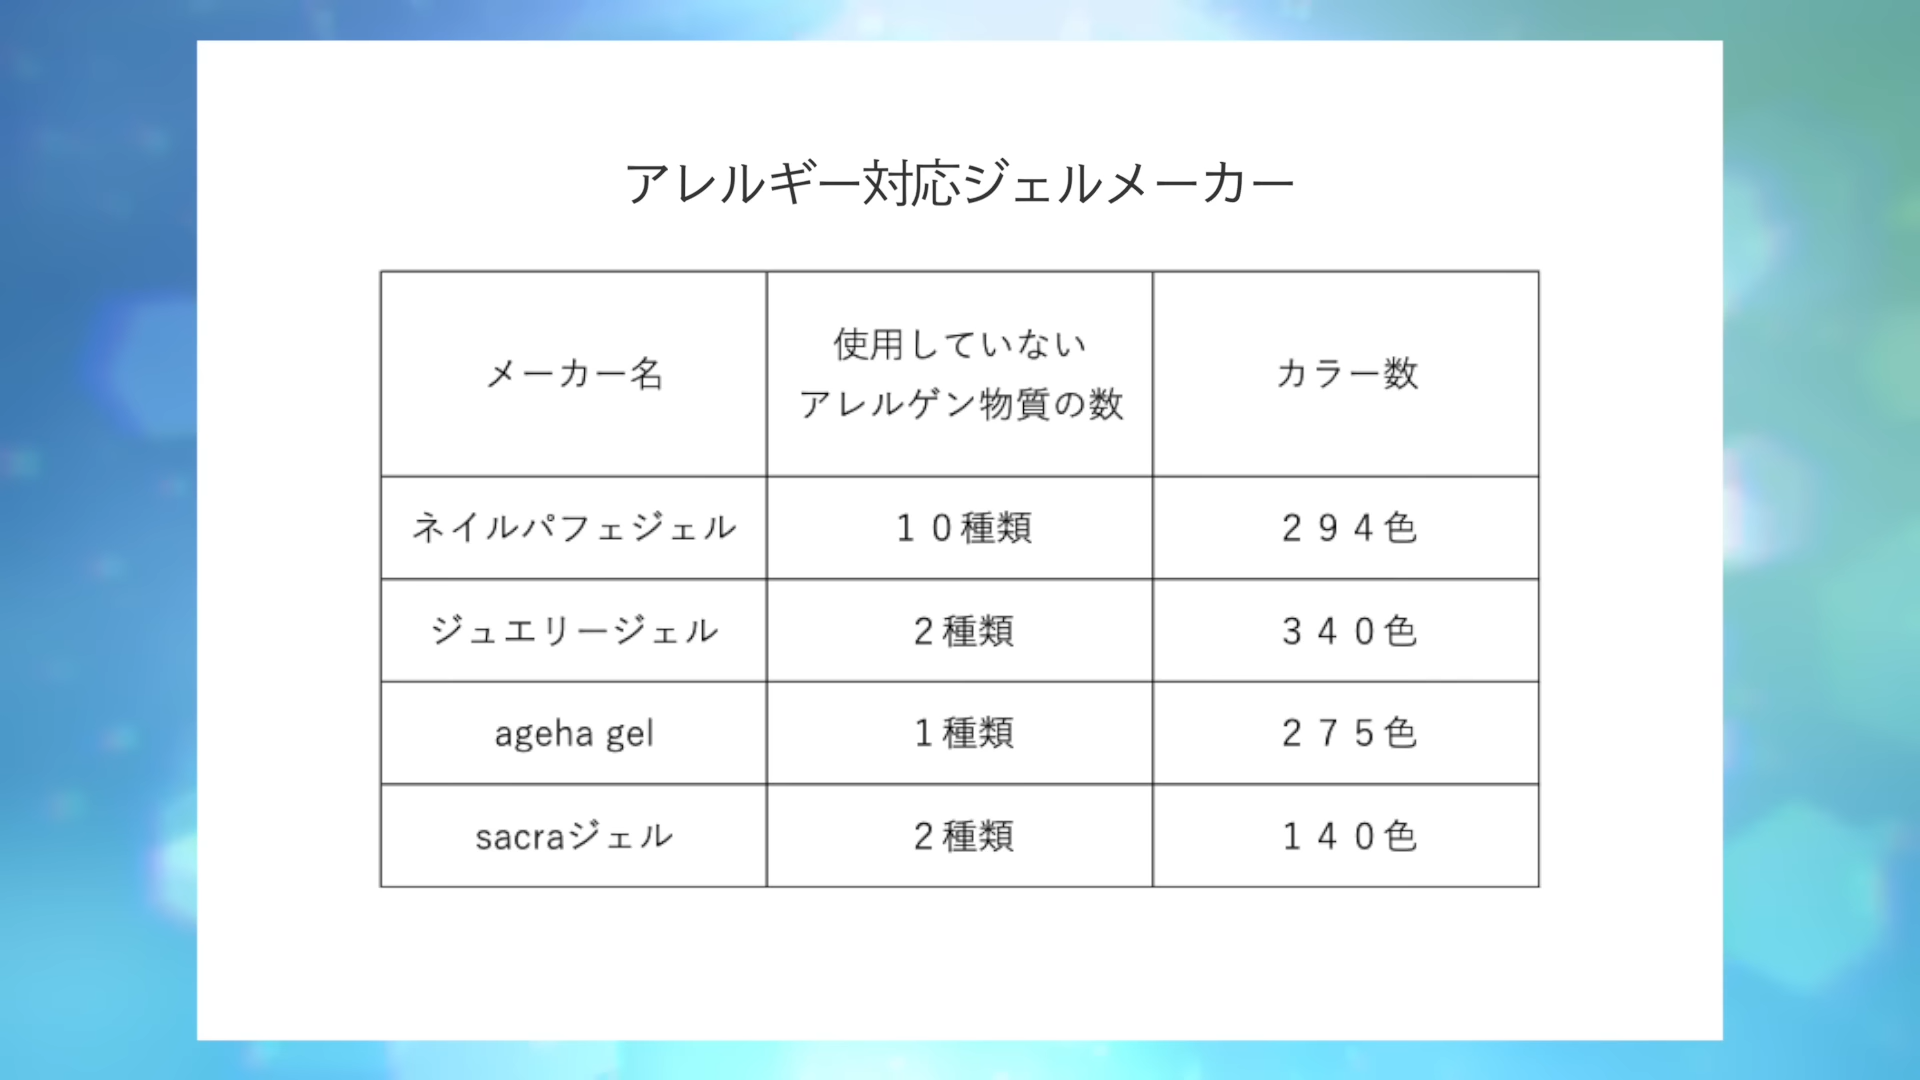 アレルギー対応ジェルメーカー
メーカー名
使用していない
アレルゲン物質の数
カラー数
ネイルパフェジェル １０種類 ２９４色
ジュエリージェル ２種類 ３４０色
ageha gel １種類 ２７５色
sacraジェル ２種類 １４０色